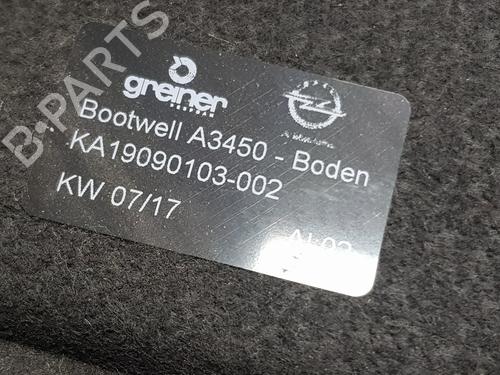 B-PARTS
greiner
Bootwell A3450 - Boden
KA19090103-002
KW 07/17